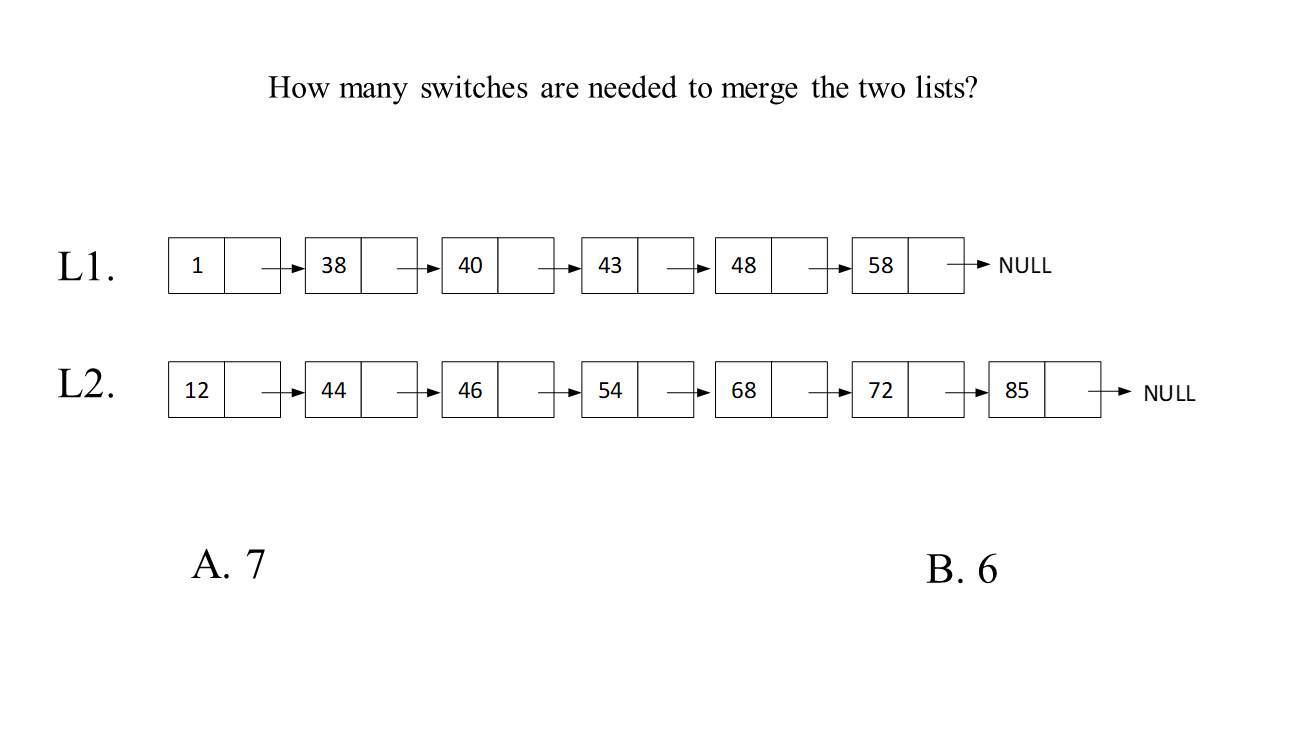 How many switches are needed to merge the two lists?
L1. 1 38 40 43 48 58 NULL
L2. 12 44 46 54 68 72 85 NULL
A. 7 B. 6